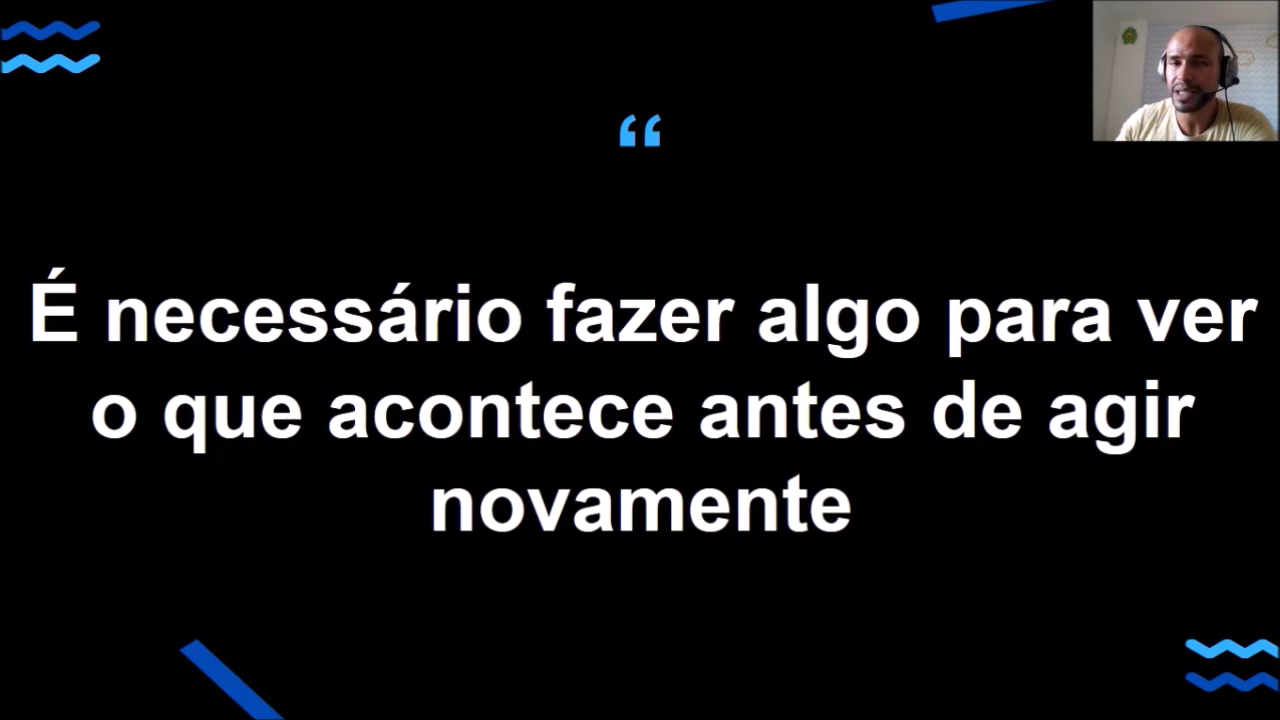 “
É necessário fazer algo para ver
o que acontece antes de agir
novamente